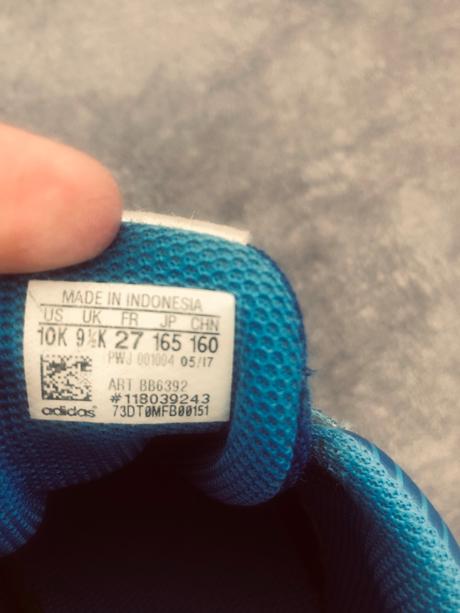 MADE IN INDONESIA
US UK FR JP CHN
10K 9½K 27 165 160
PWJ 001004 05/17
ART BB6392
#118039243
adidas 73DT0MFB00151